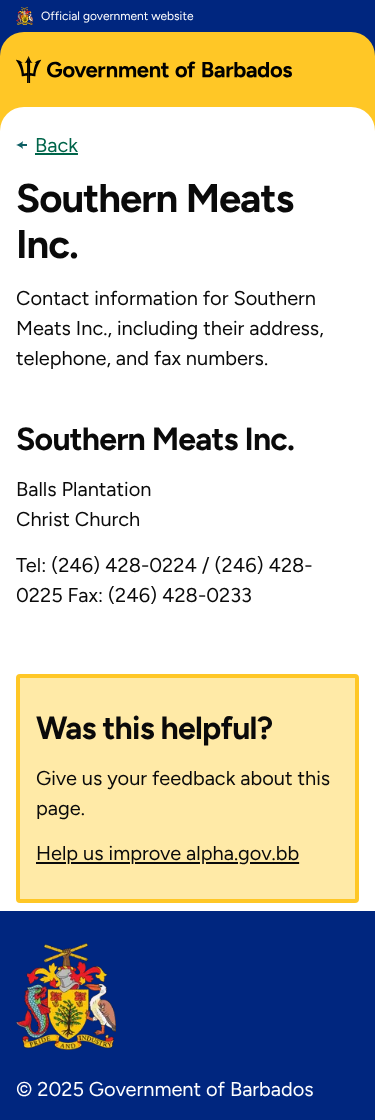 Official government website
Government of Barbados
Back
Southern Meats
Inc.
Contact information for Southern
Meats Inc., including their address,
telephone, and fax numbers.
Southern Meats Inc.
Balls Plantation
Christ Church
Tel: (246) 428-0224 / (246) 428-
0225 Fax: (246) 428-0233
Was this helpful?
Give us your feedback about this
page.
Help us improve alpha.gov.bb
PRIDE AND INDUSTRY
© 2025 Government of Barbados